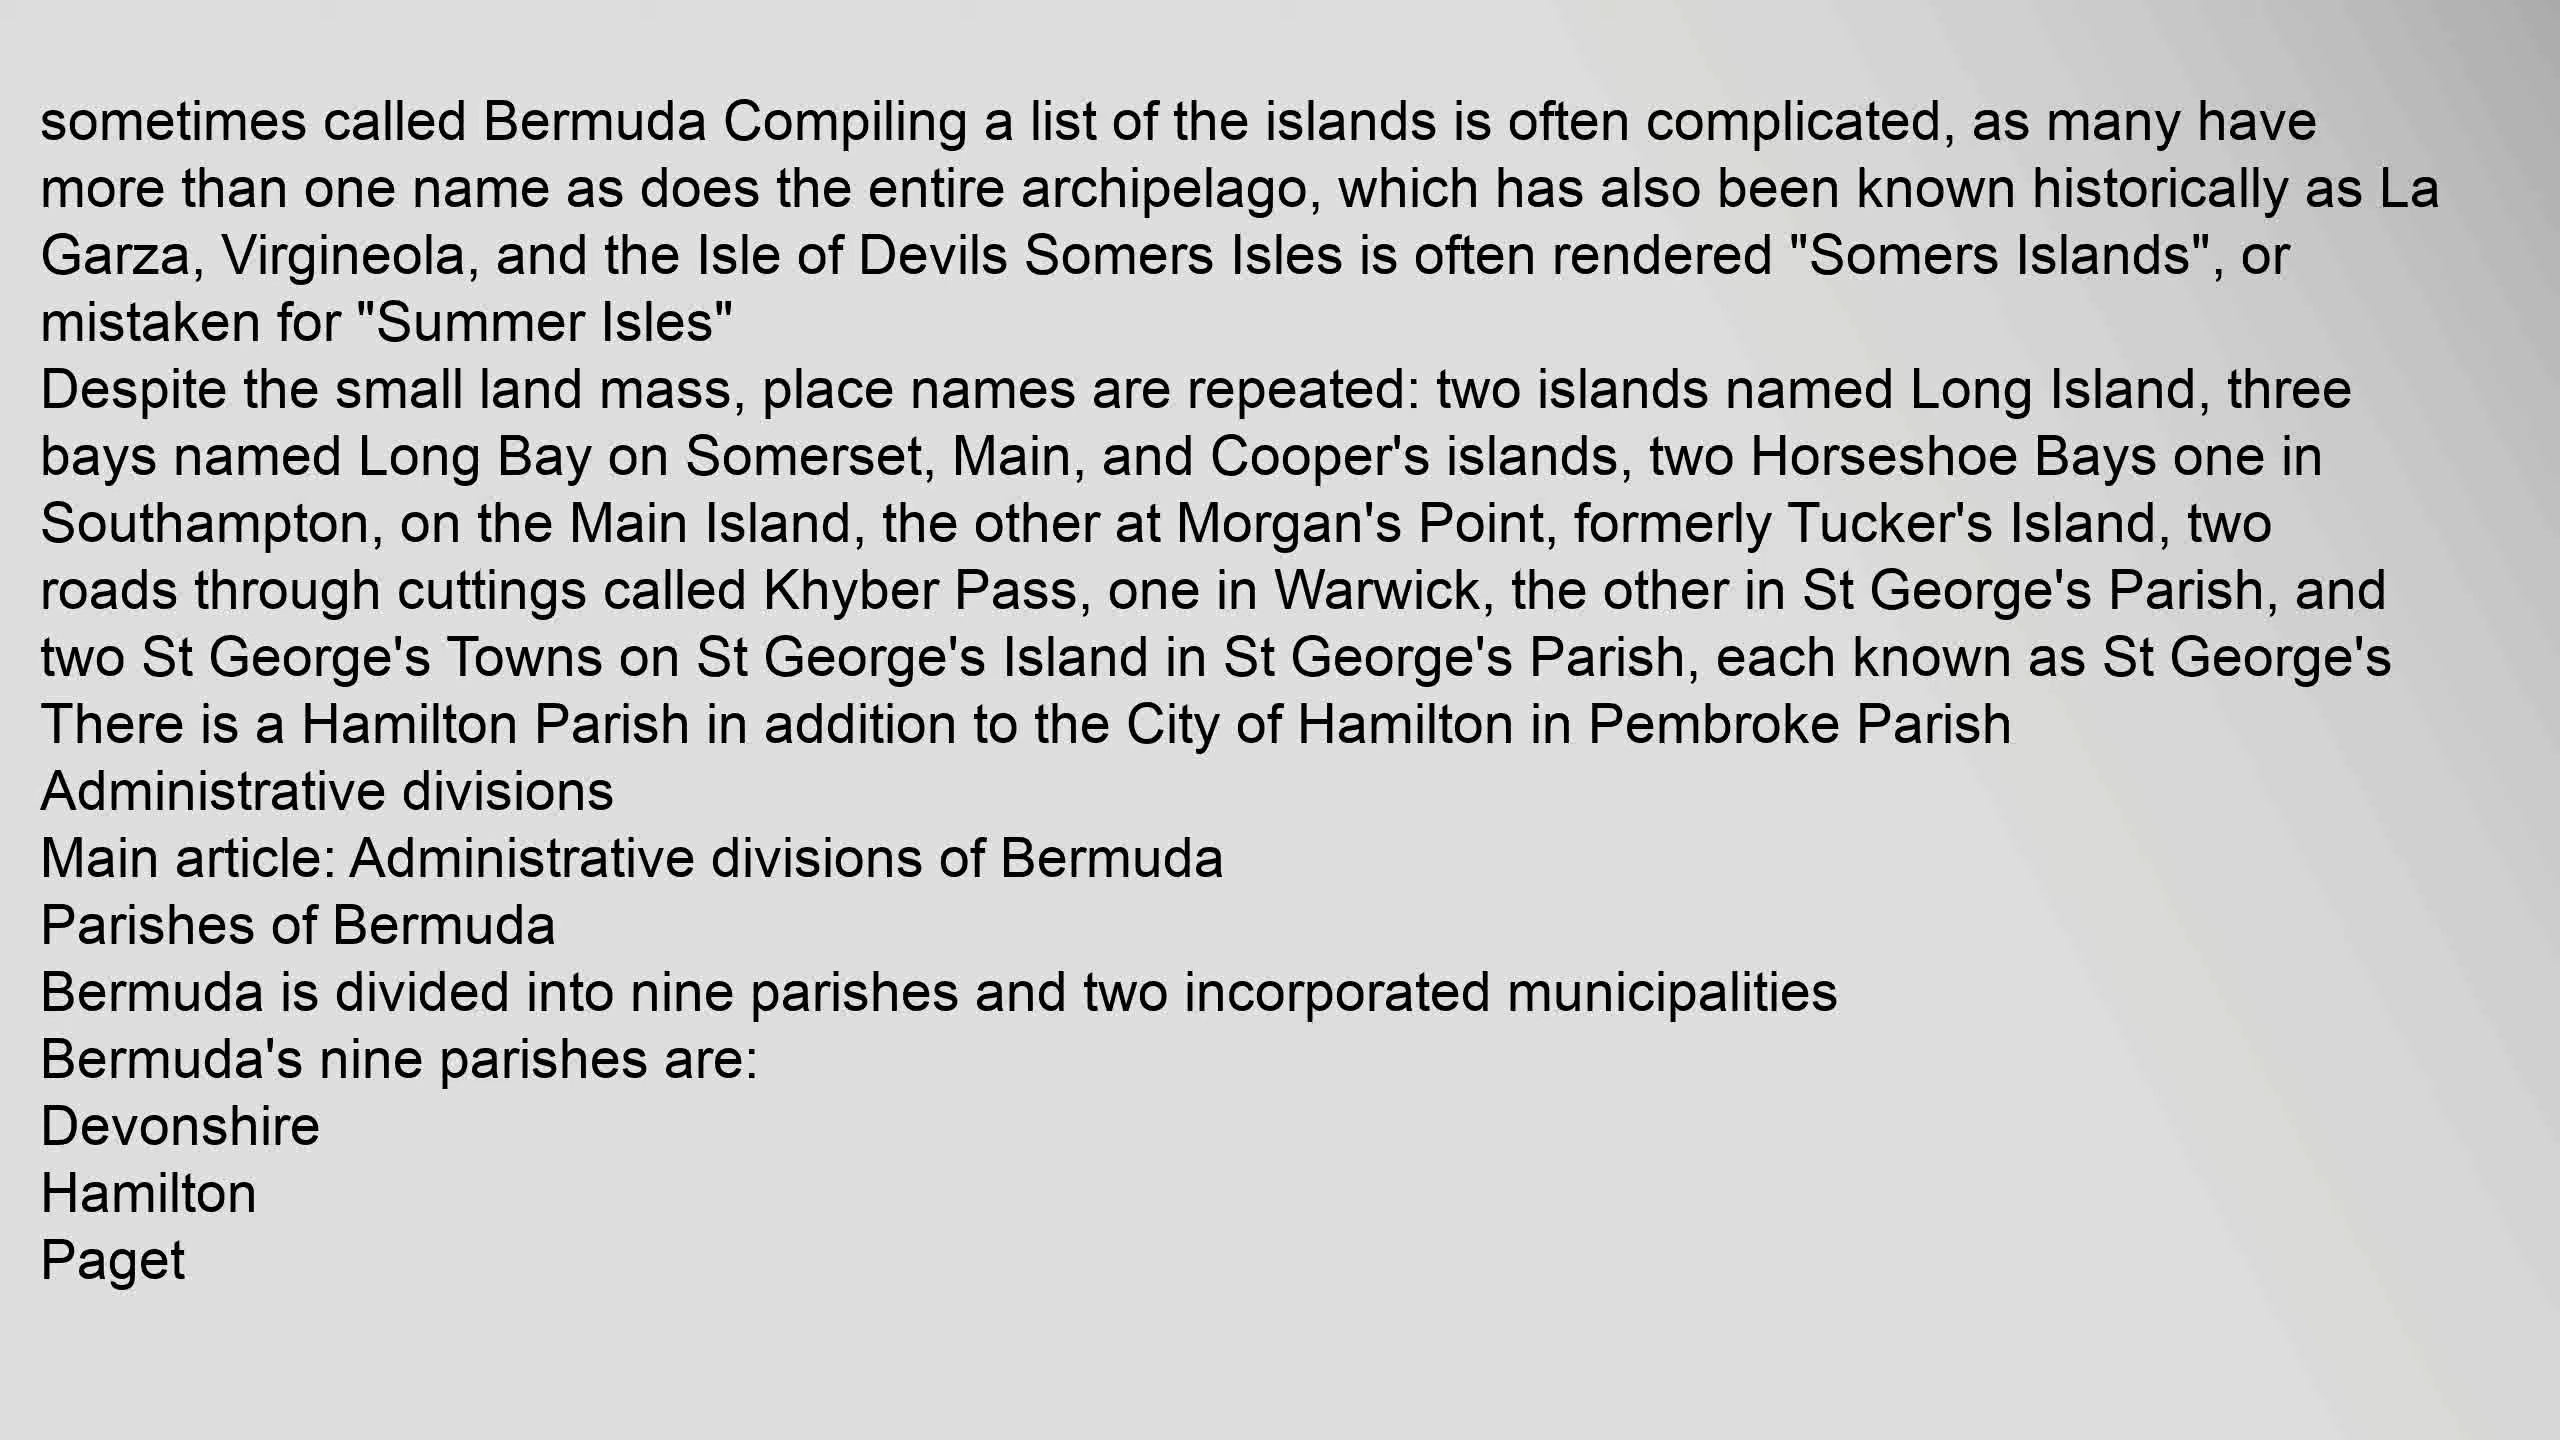 sometimes called Bermuda Compiling a list of the islands is often complicated, as many have
more than one name as does the entire archipelago, which has also been known historically as La
Garza, Virgineola, and the Isle of Devils Somers Isles is often rendered "Somers Islands", or
mistaken for "Summer Isles"
Despite the small land mass, place names are repeated: two islands named Long Island, three
bays named Long Bay on Somerset, Main, and Cooper's islands, two Horseshoe Bays one in
Southampton, on the Main Island, the other at Morgan's Point, formerly Tucker's Island, two
roads through cuttings called Khyber Pass, one in Warwick, the other in St George's Parish, and
two St George's Towns on St George's Island in St George's Parish, each known as St George's
There is a Hamilton Parish in addition to the City of Hamilton in Pembroke Parish
Administrative divisions
Main article: Administrative divisions of Bermuda
Parishes of Bermuda
Bermuda is divided into nine parishes and two incorporated municipalities
Bermuda's nine parishes are:
Devonshire
Hamilton
Paget